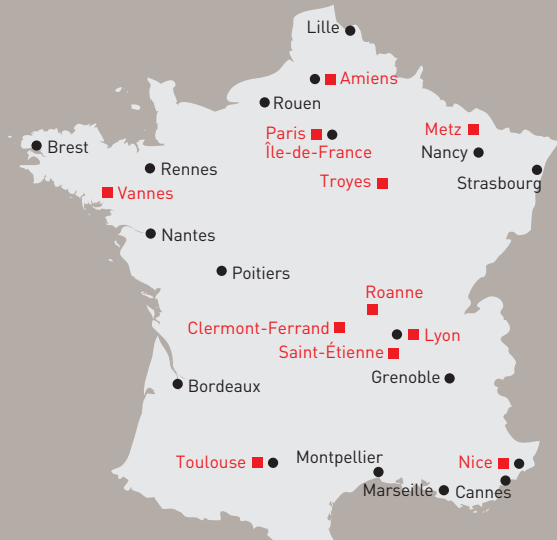 Lille
Amiens
Rouen
Paris
Île-de-France
Metz
Nancy
Brest
Rennes
Troyes
Strasbourg
Vannes
Nantes
Poitiers
Roanne
Clermont-Ferrand
Lyon
Saint-Étienne
Grenoble
Bordeaux
Toulouse
Montpellier
Nice
Marseille
Cannes